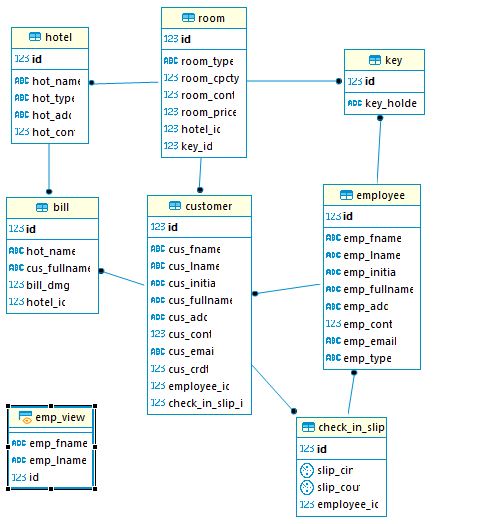 hotel
123 id
ABC hot_name
ABC hot_type
ABC hot_adc
123 hot_con
room
123 id
ABC room_type
123 room_cpcty
123 room_cont
123 room_price
123 hotel_ic
123 key_id
key
123 id
ABC key_holde
bill
123 id
ABC hot_name
ABC cus_fullname
123 bill_dmg
123 hotel_ic
customer
123 id
ABC cus_fname
ABC cus_lname
ABC cus_initia
ABC cus_fullname
ABC cus_adc
123 cus_cont
ABC cus_emai
123 cus_crdt
123 employee_ic
123 check_in_slip_i
employee
123 id
ABC emp_fname
ABC emp_lname
ABC emp_initia
ABC emp_fullname
ABC emp_adc
123 emp_cont
ABC emp_email
ABC emp_type
emp_view
ABC emp_fname
ABC emp_lname
123 id
check_in_slip
123 id
slip_cin
slip_cou
123 employee_ic